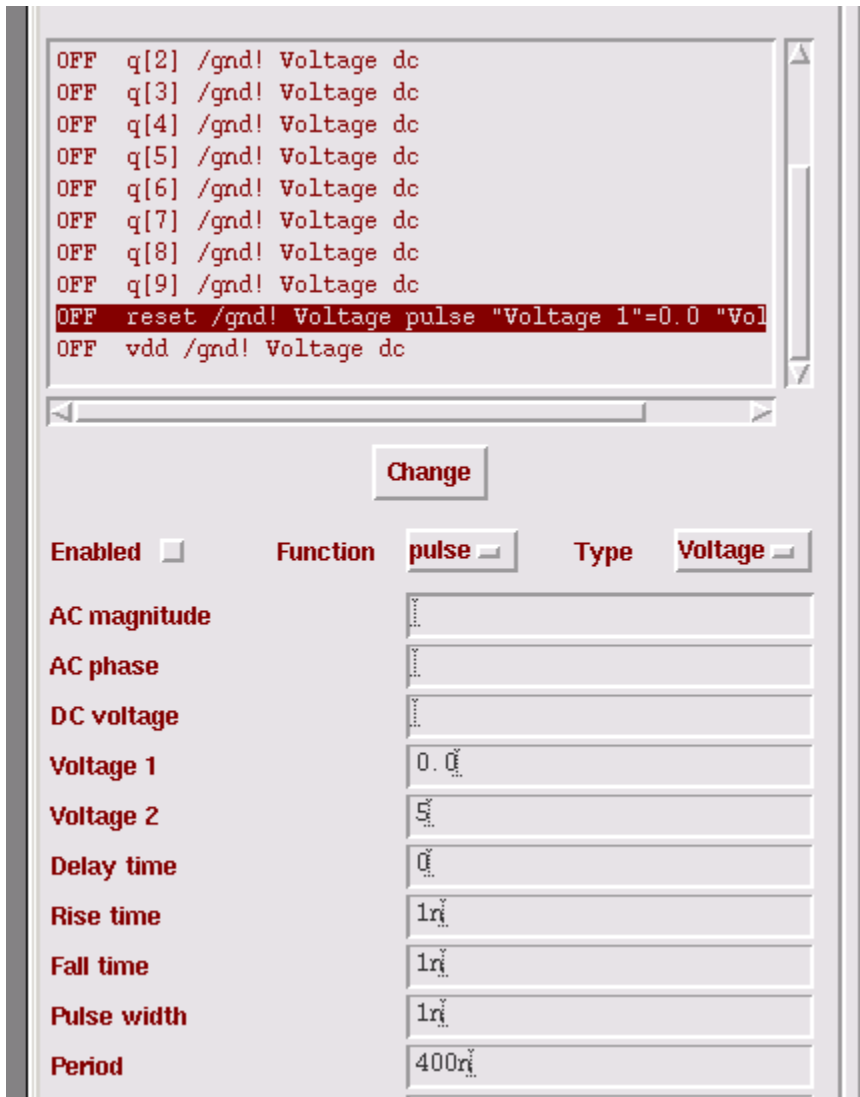 OFF q[2] /gnd! Voltage dc
OFF q[3] /gnd! Voltage dc
OFF q[4] /gnd! Voltage dc
OFF q[5] /gnd! Voltage dc
OFF q[6] /gnd! Voltage dc
OFF q[7] /gnd! Voltage dc
OFF q[8] /gnd! Voltage dc
OFF q[9] /gnd! Voltage dc
OFF reset /gnd! Voltage pulse "Voltage 1"=0.0 "Vol
OFF vdd /gnd! Voltage dc
Change
Enabled Function pulse Type Voltage
AC magnitude
AC phase
DC voltage
Voltage 1 0.0
Voltage 2 5
Delay time 0
Rise time 1n
Fall time 1n
Pulse width 1n
Period 400n